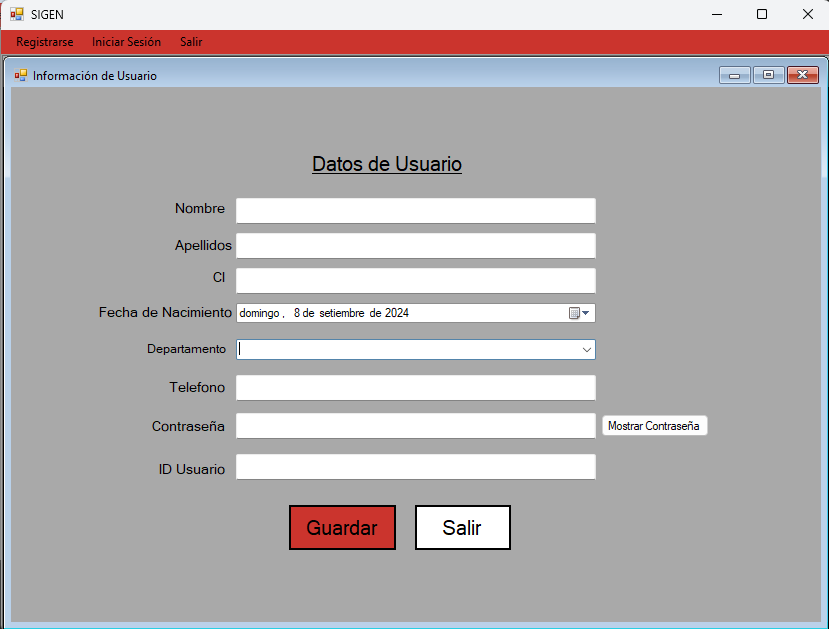 SIGEN
Registrarse Iniciar Sesión Salir
Información de Usuario
Datos de Usuario
Nombre
Apellidos
CI
Fecha de Nacimiento domingo , 8 de setiembre de 2024
Departamento
Telefono
Contraseña Mostrar Contraseña
ID Usuario
Guardar Salir